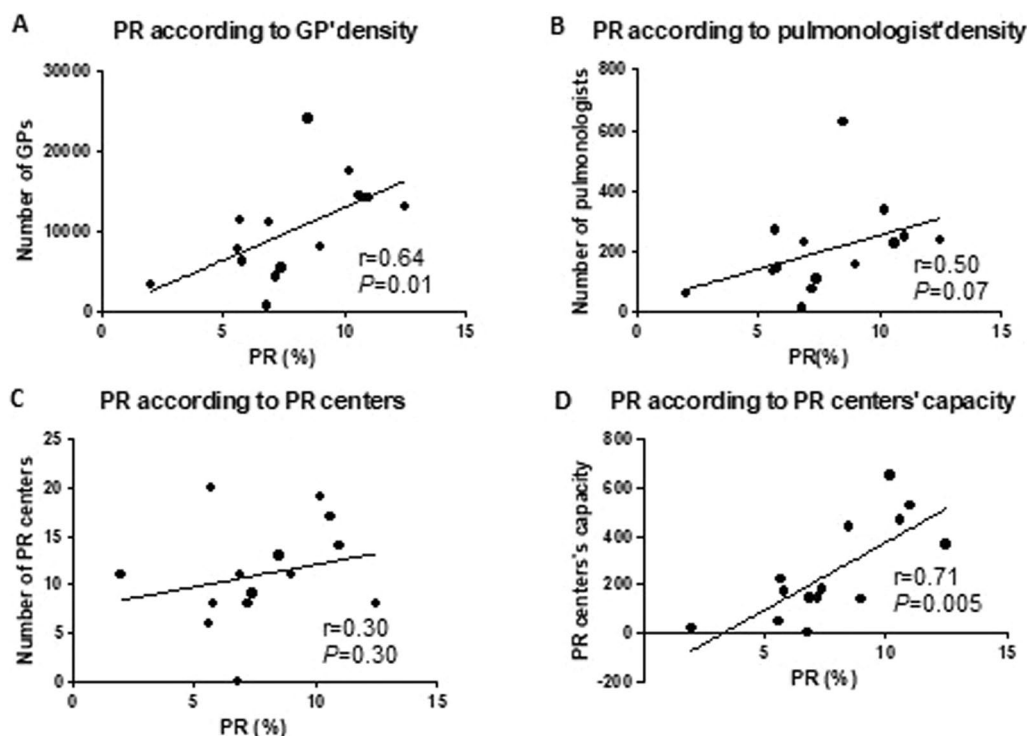 A
PR according to GP'density
Number of GPs
30000
20000
10000
0
0
5
10
15
PR (%)
r=0.64
P=0.01
B
PR according to pulmonologist'density
Number of pulmonologists
800
600
400
200
0
0
5
10
15
PR(%)
r=0.50
P=0.07
C
PR according to PR centers
Number of PR centers
25
20
15
10
5
0
0
5
10
15
PR (%)
r=0.30
P=0.30
D
PR according to PR centers' capacity
PR centers's capacity
800
600
400
200
0
-200
5
10
15
PR (%)
r=0.71
P=0.005